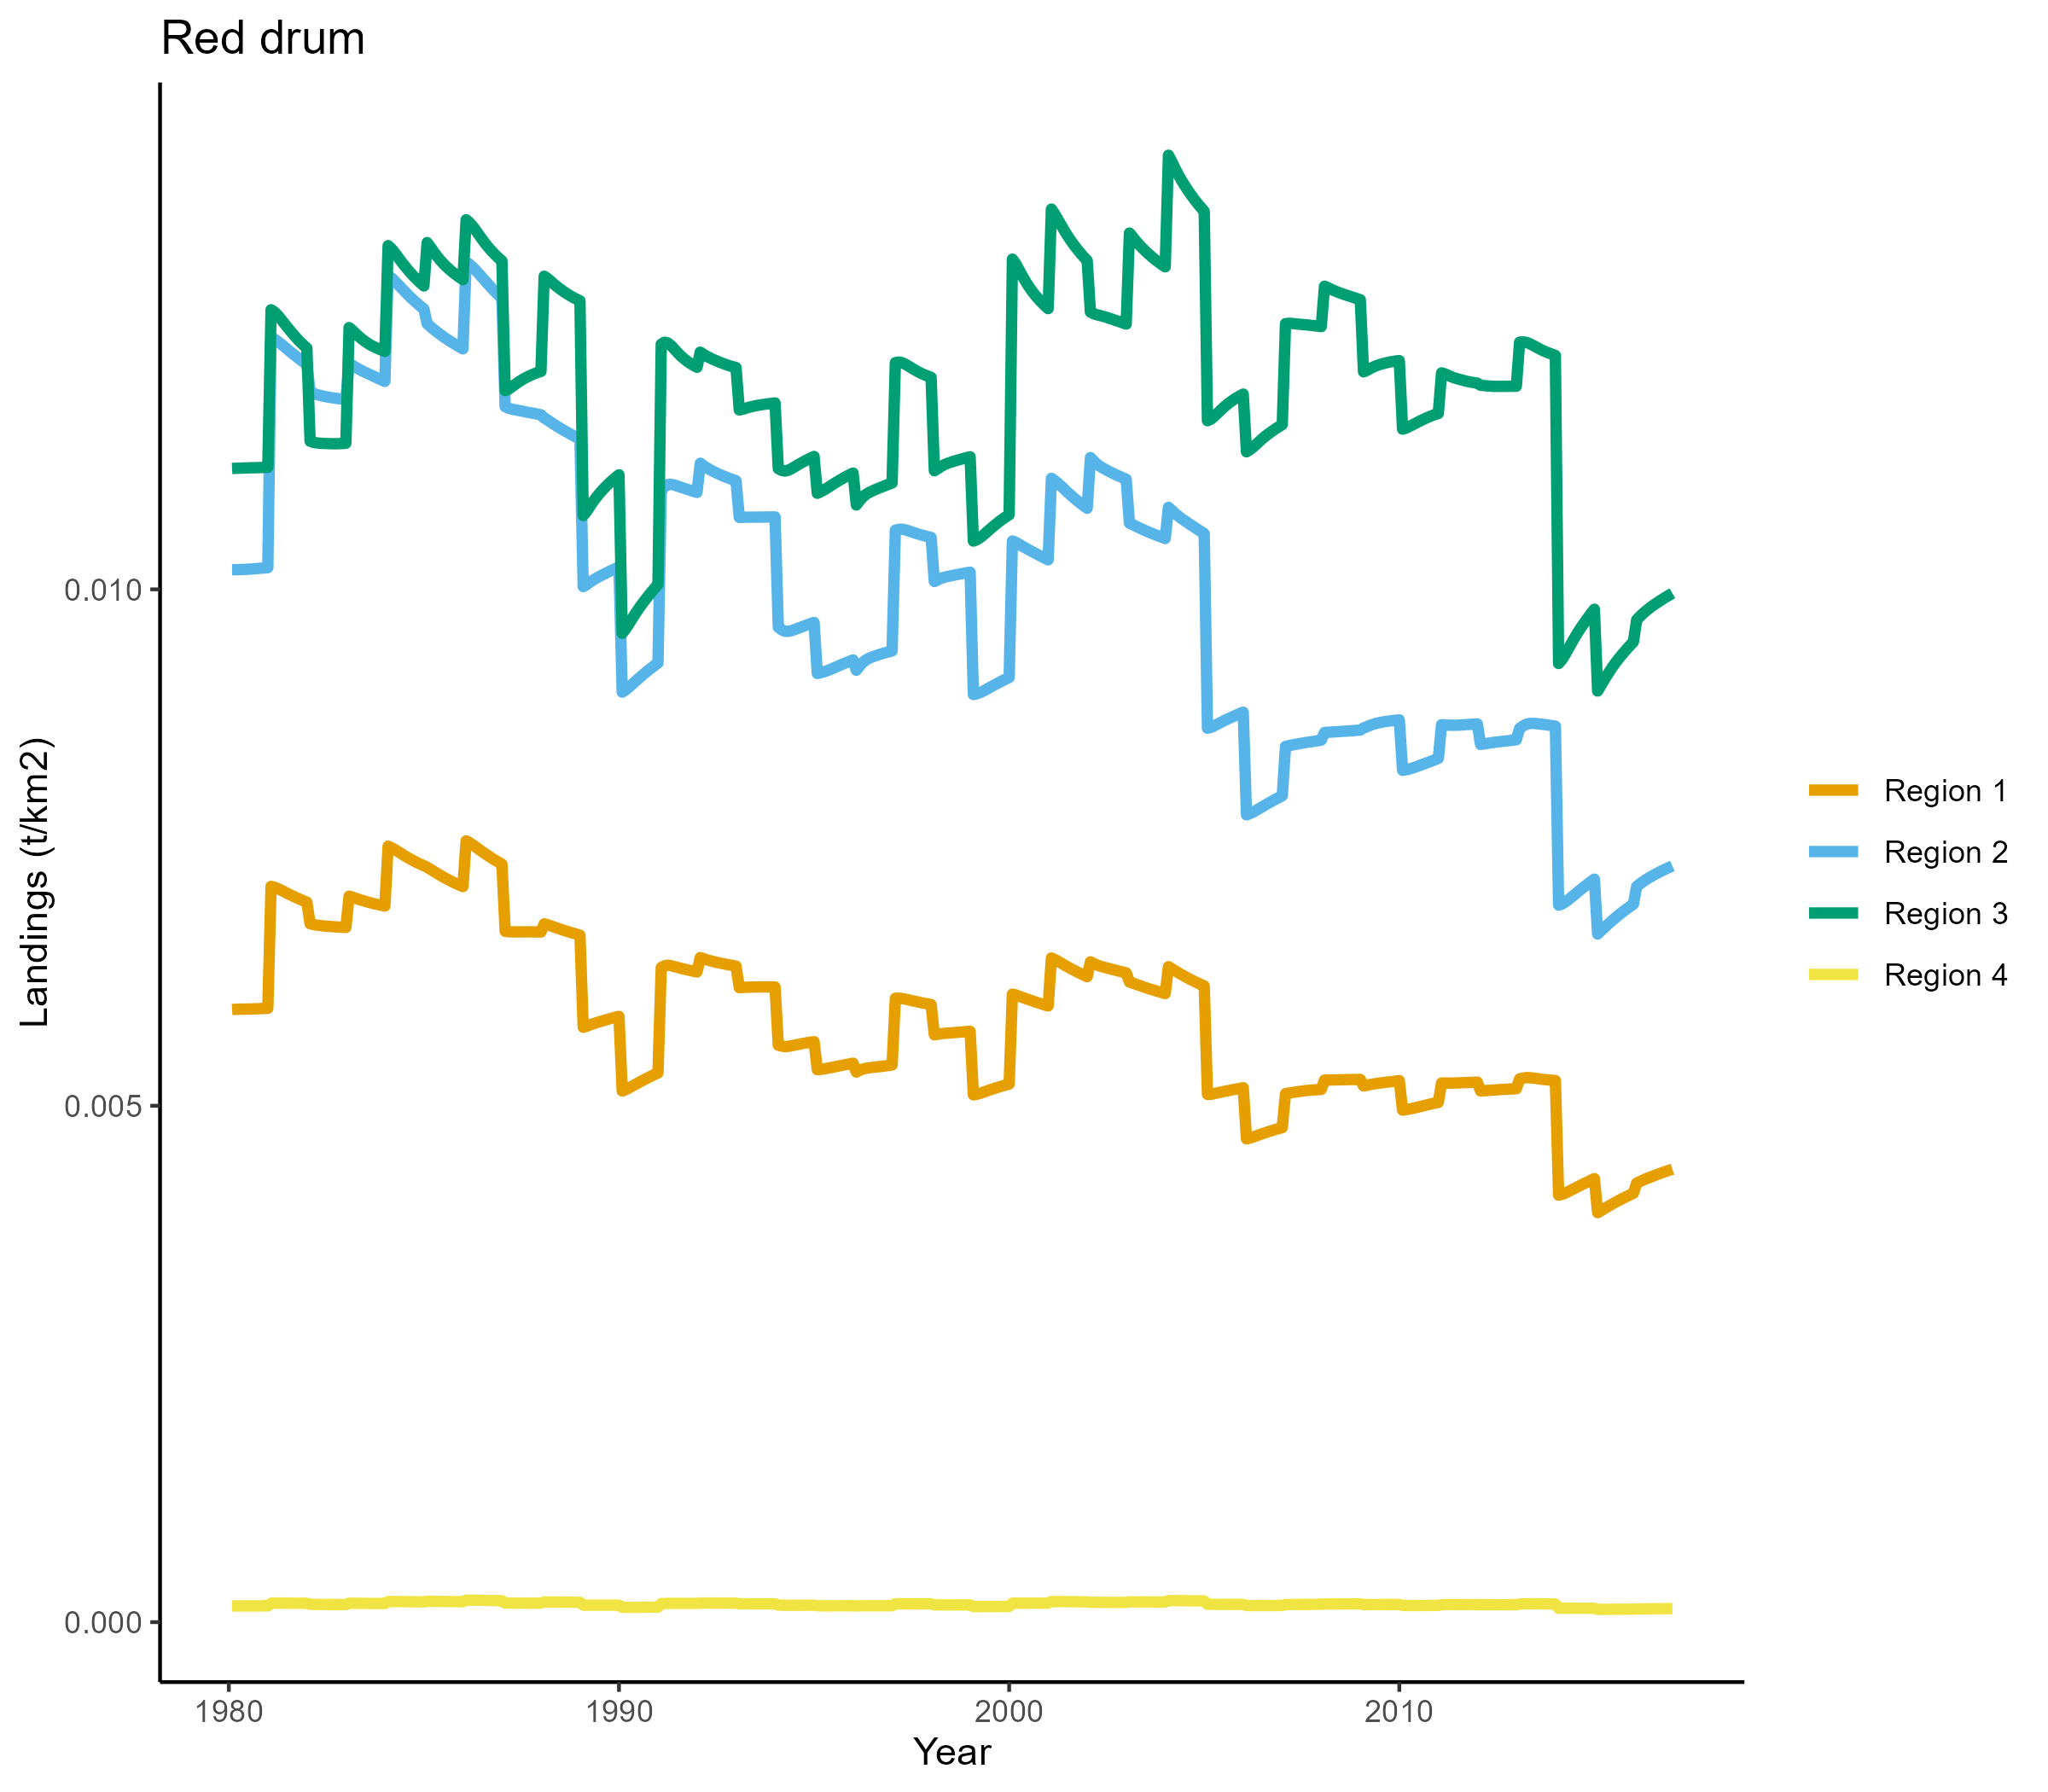 Red drum
Landings (t/km2)
0.010
0.005
0.000
1980 1990 2000 2010
Year
Region 1
Region 2
Region 3
Region 4